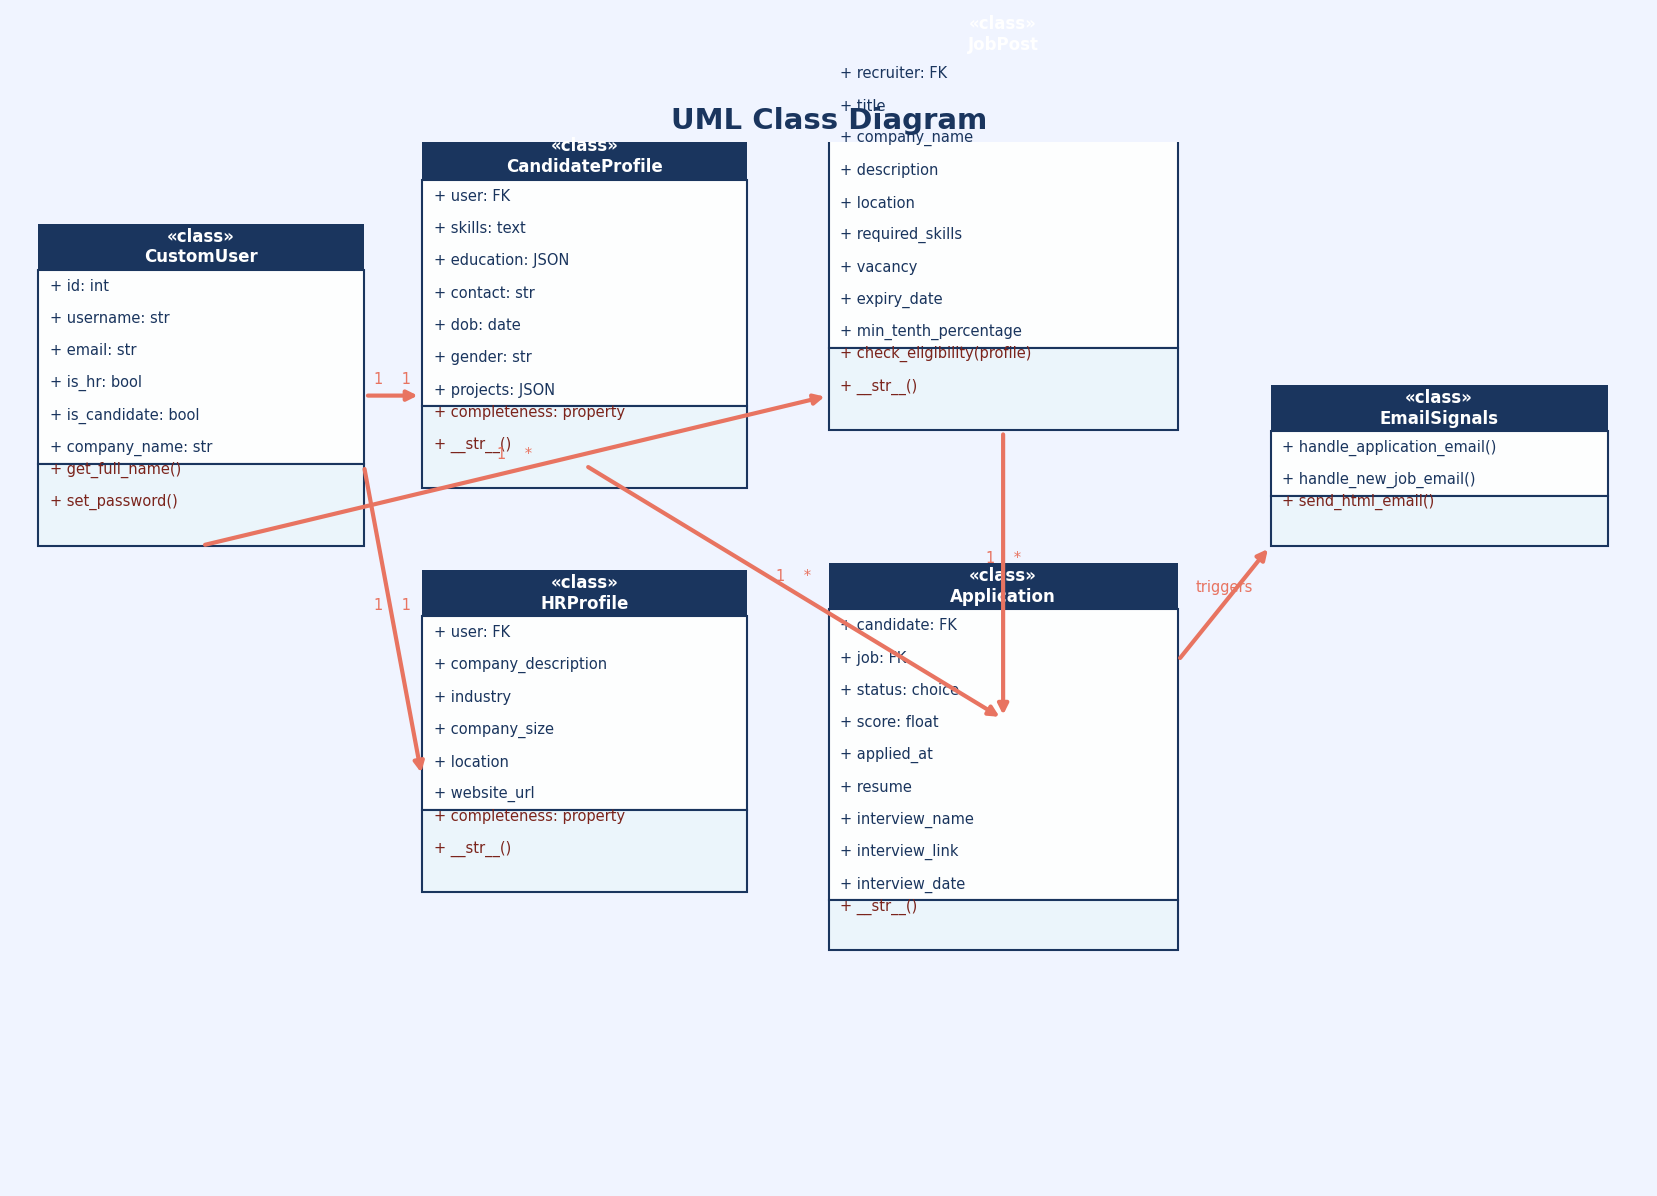 UML Class Diagram
«class»
CustomUser
+ id: int
+ username: str
+ email: str
+ is_hr: bool
+ is_candidate: bool
+ company_name: str
+ get_full_name()
+ set_password()
«class»
CandidateProfile
+ user: FK
+ skills: text
+ education: JSON
+ contact: str
+ dob: date
+ gender: str
+ projects: JSON
+ completeness: property
+ __str__()
«class»
HRProfile
+ user: FK
+ company_description
+ industry
+ company_size
+ location
+ website_url
+ completeness: property
+ __str__()
«class»
JobPost
+ recruiter: FK
+ title
+ company_name
+ description
+ location
+ required_skills
+ vacancy
+ expiry_date
+ min_tenth_percentage
+ check_eligibility(profile)
+ __str__()
«class»
Application
+ candidate: FK
+ job: FK
+ status: choice
+ score: float
+ applied_at
+ resume
+ interview_name
+ interview_link
+ interview_date
+ __str__()
«class»
EmailSignals
+ handle_application_email()
+ handle_new_job_email()
+ send_html_email()
1 1
1 1
1 *
1 *
1 *
triggers